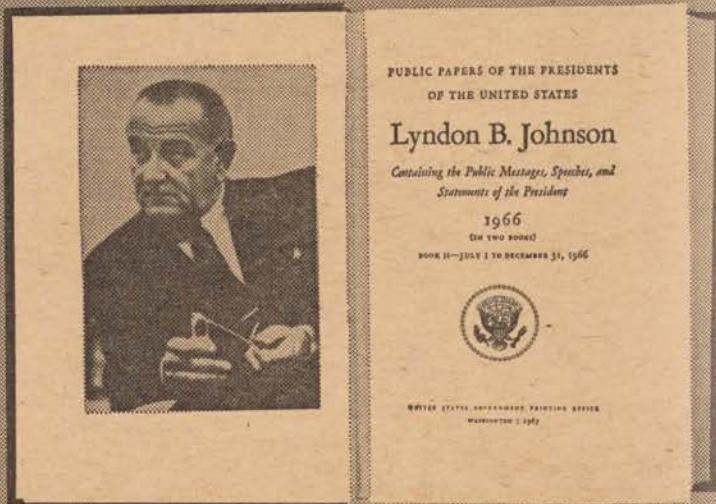 PUBLIC PAPERS OF THE PRESIDENTS
OF THE UNITED STATES
Lyndon B. Johnson
Containing the Public Messages, Speeches, and
Statements of the President
1966
(IN TWO BOOKS)
BOOK II—JULY 1 TO DECEMBER 31, 1966
UNITED STATES GOVERNMENT PRINTING OFFICE
WASHINGTON : 1967